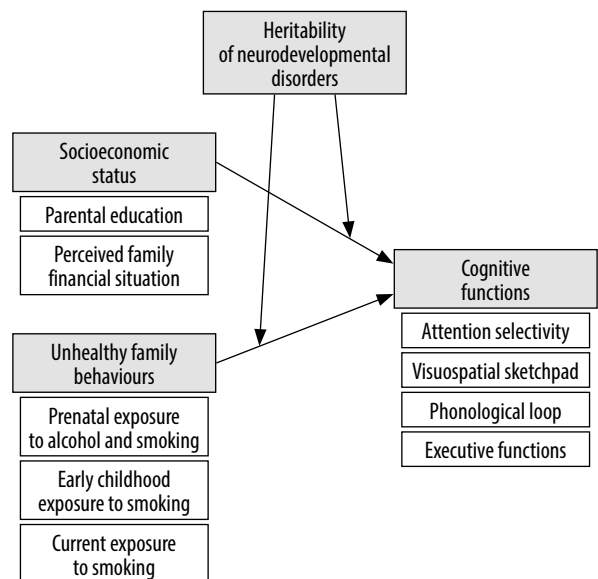 Heritability
of neurodevelopmental
disorders
Socioeconomic
status
Parental education
Perceived family
financial situation
Cognitive
functions
Attention selectivity
Visuospatial sketchpad
Phonological loop
Executive functions
Unhealthy family
behaviours
Prenatal exposure
to alcohol and smoking
Early childhood
exposure to smoking
Current exposure
to smoking